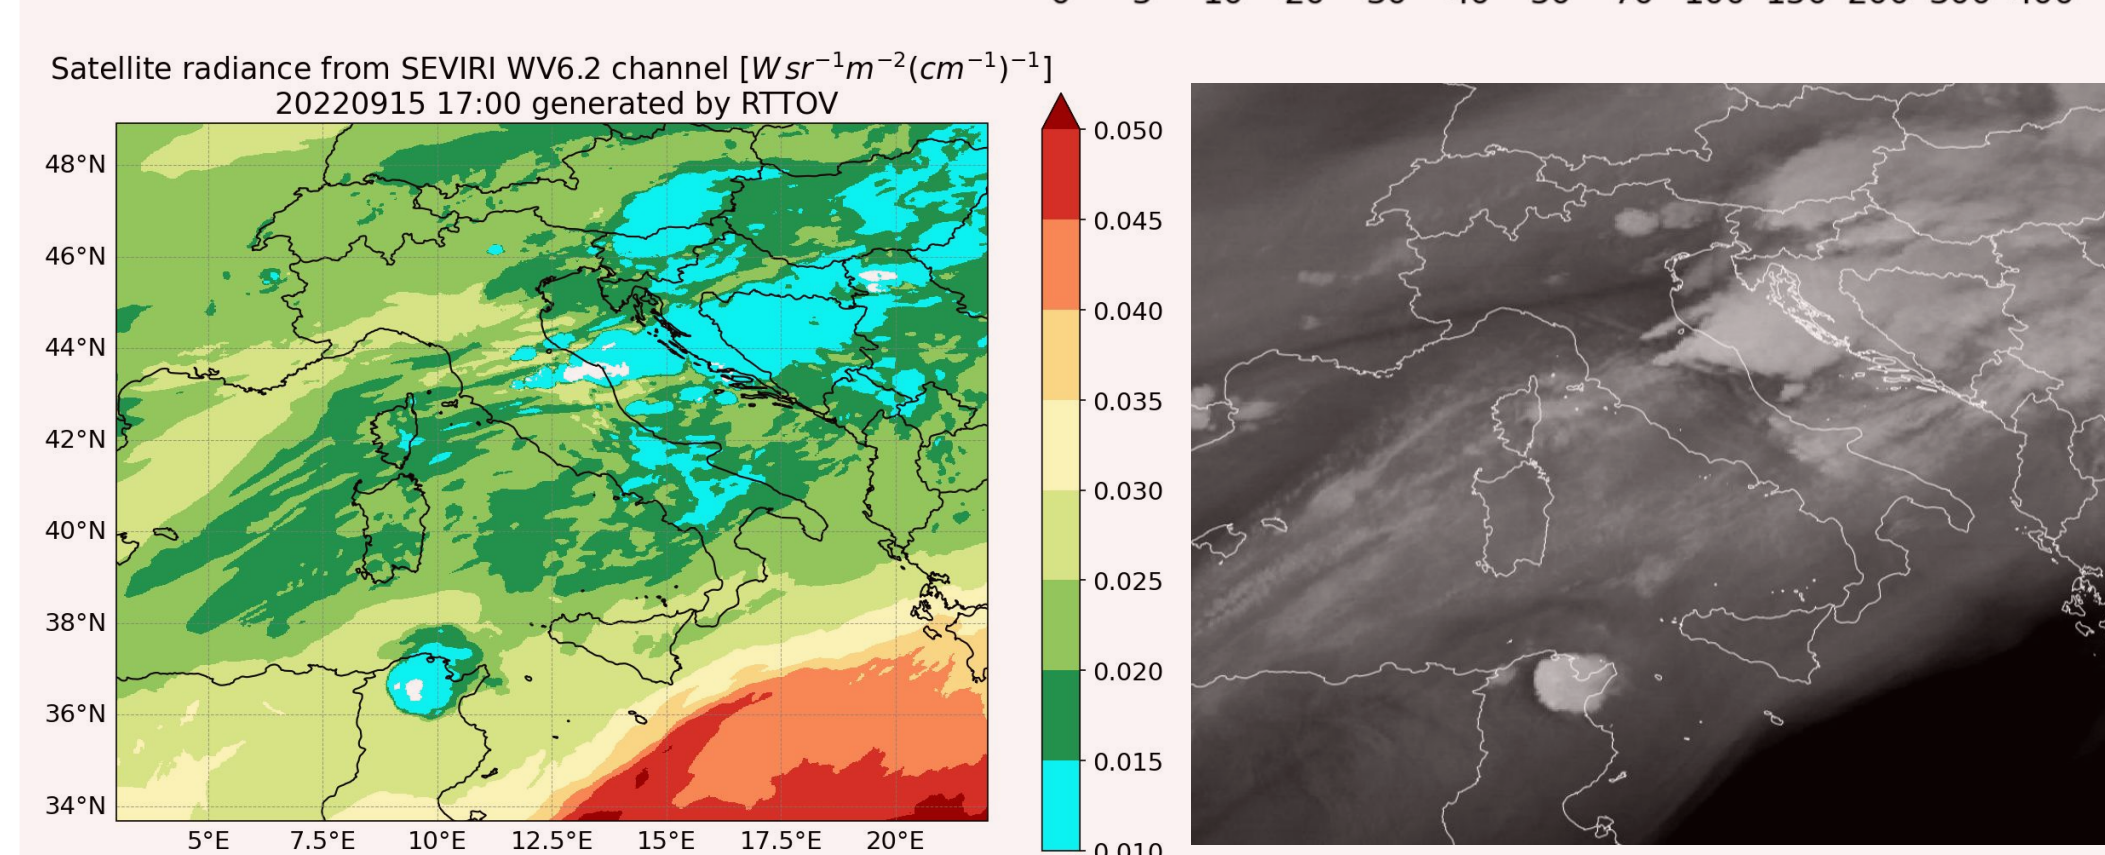 Satellite radiance from SEVIRI WV6.2 channel [W sr⁻¹m⁻²(cm⁻¹)⁻¹]
20220915 17:00 generated by RTTOV
48°N
46°N
44°N
42°N
40°N
38°N
36°N
34°N
5°E 7.5°E 10°E 12.5°E 15°E 17.5°E 20°E
0.050
0.045
0.040
0.035
0.030
0.025
0.020
0.015
0.010